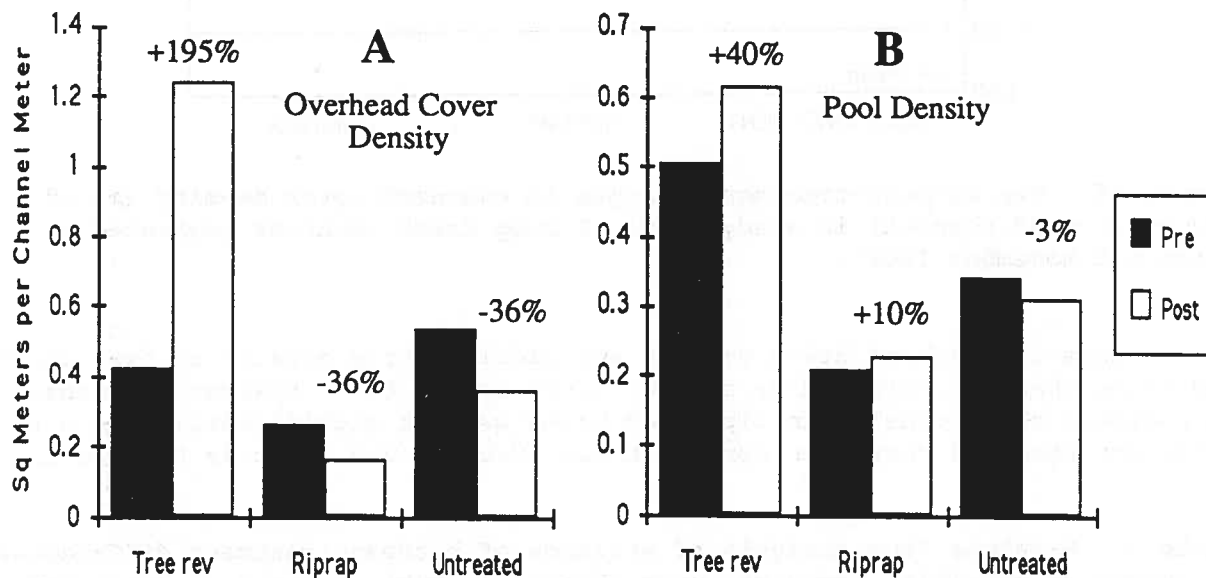 Sq Meters per Channel Meter
1.4
1.2
1
0.8
0.6
0.4
0.2
0
+195%
A
Overhead Cover
Density
-36%
-36%
Tree rev
Riprap
Untreated
0.7
0.6
0.5
0.4
0.3
0.2
0.1
0
+40%
B
Pool Density
+10%
-3%
Tree rev
Riprap
Untreated
Pre
Post